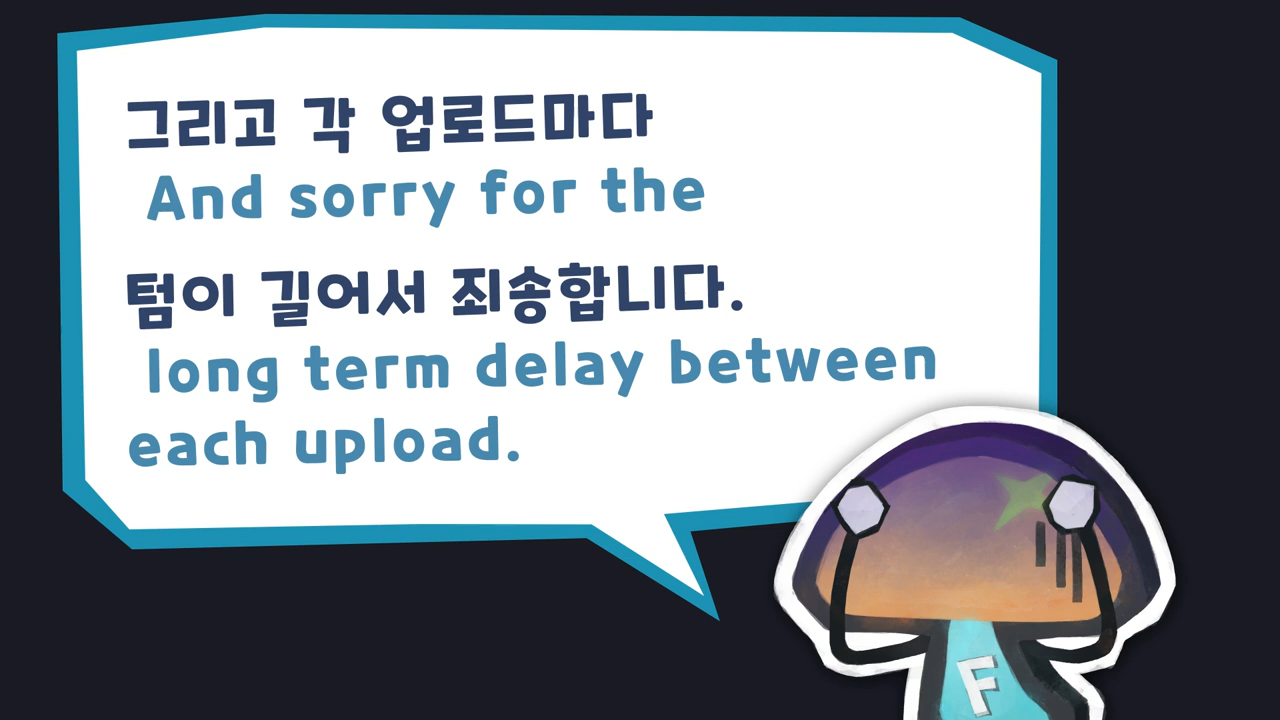 그리고 각 업로드마다
And sorry for the
텀이 길어서 죄송합니다.
long term delay between
each upload.
F